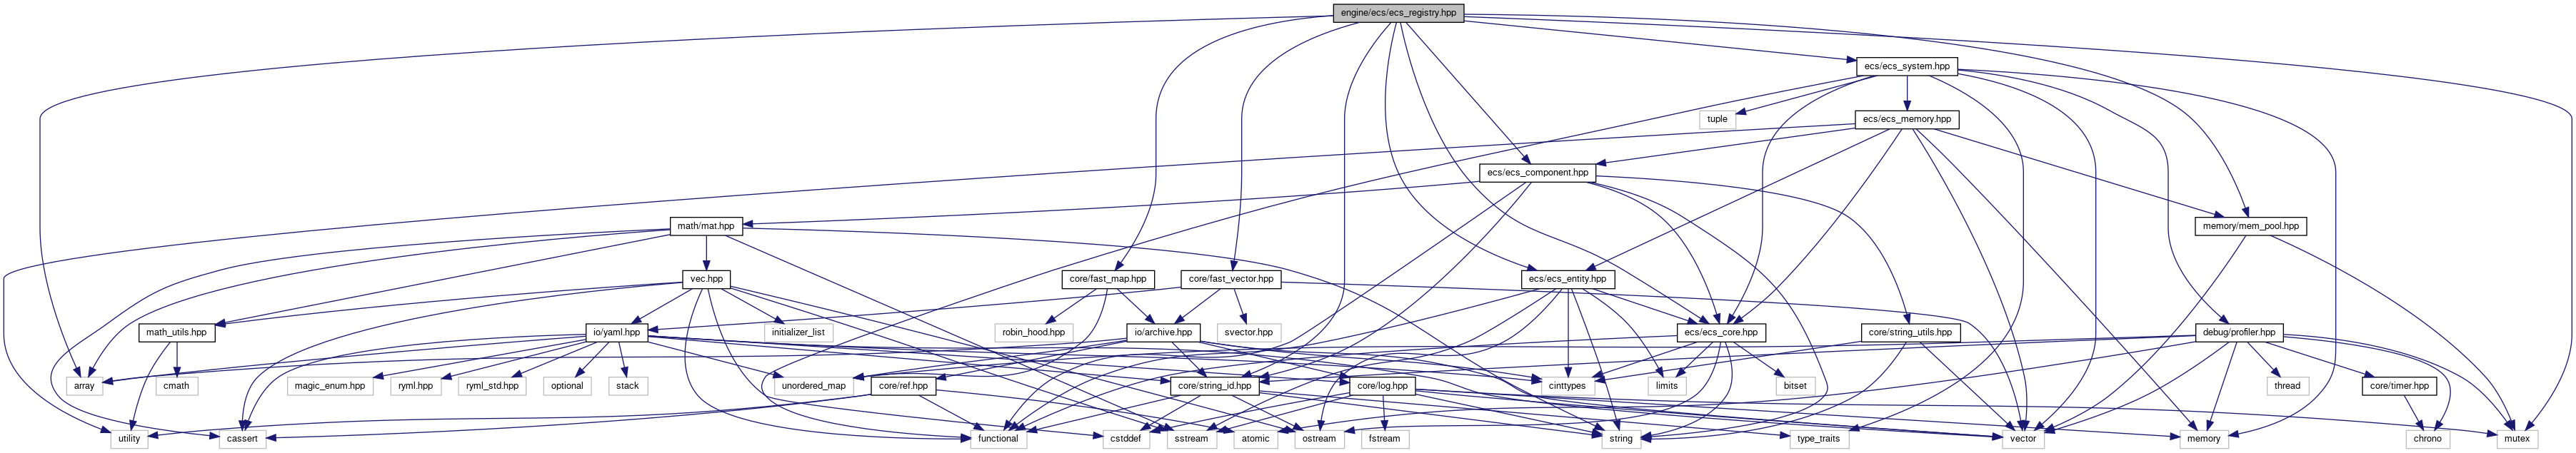 engine/ecs/ecs_registry.hpp
ecs/ecs_system.hpp
tuple
ecs/ecs_memory.hpp
ecs/ecs_component.hpp
math/mat.hpp
memory/mem_pool.hpp
vec.hpp
core/fast_map.hpp
core/fast_vector.hpp
ecs/ecs_entity.hpp
math_utils.hpp
io/yaml.hpp
initializer_list
robin_hood.hpp
io/archive.hpp
svector.hpp
ecs/ecs_core.hpp
core/string_utils.hpp
debug/profiler.hpp
array
cmath
magic_enum.hpp
ryml.hpp
ryml_std.hpp
optional
stack
unordered_map
core/ref.hpp
core/string_id.hpp
core/log.hpp
cinttypes
limits
bitset
thread
core/timer.hpp
utility
cassert
functional
cstddef
sstream
atomic
ostream
fstream
string
type_traits
vector
memory
chrono
mutex